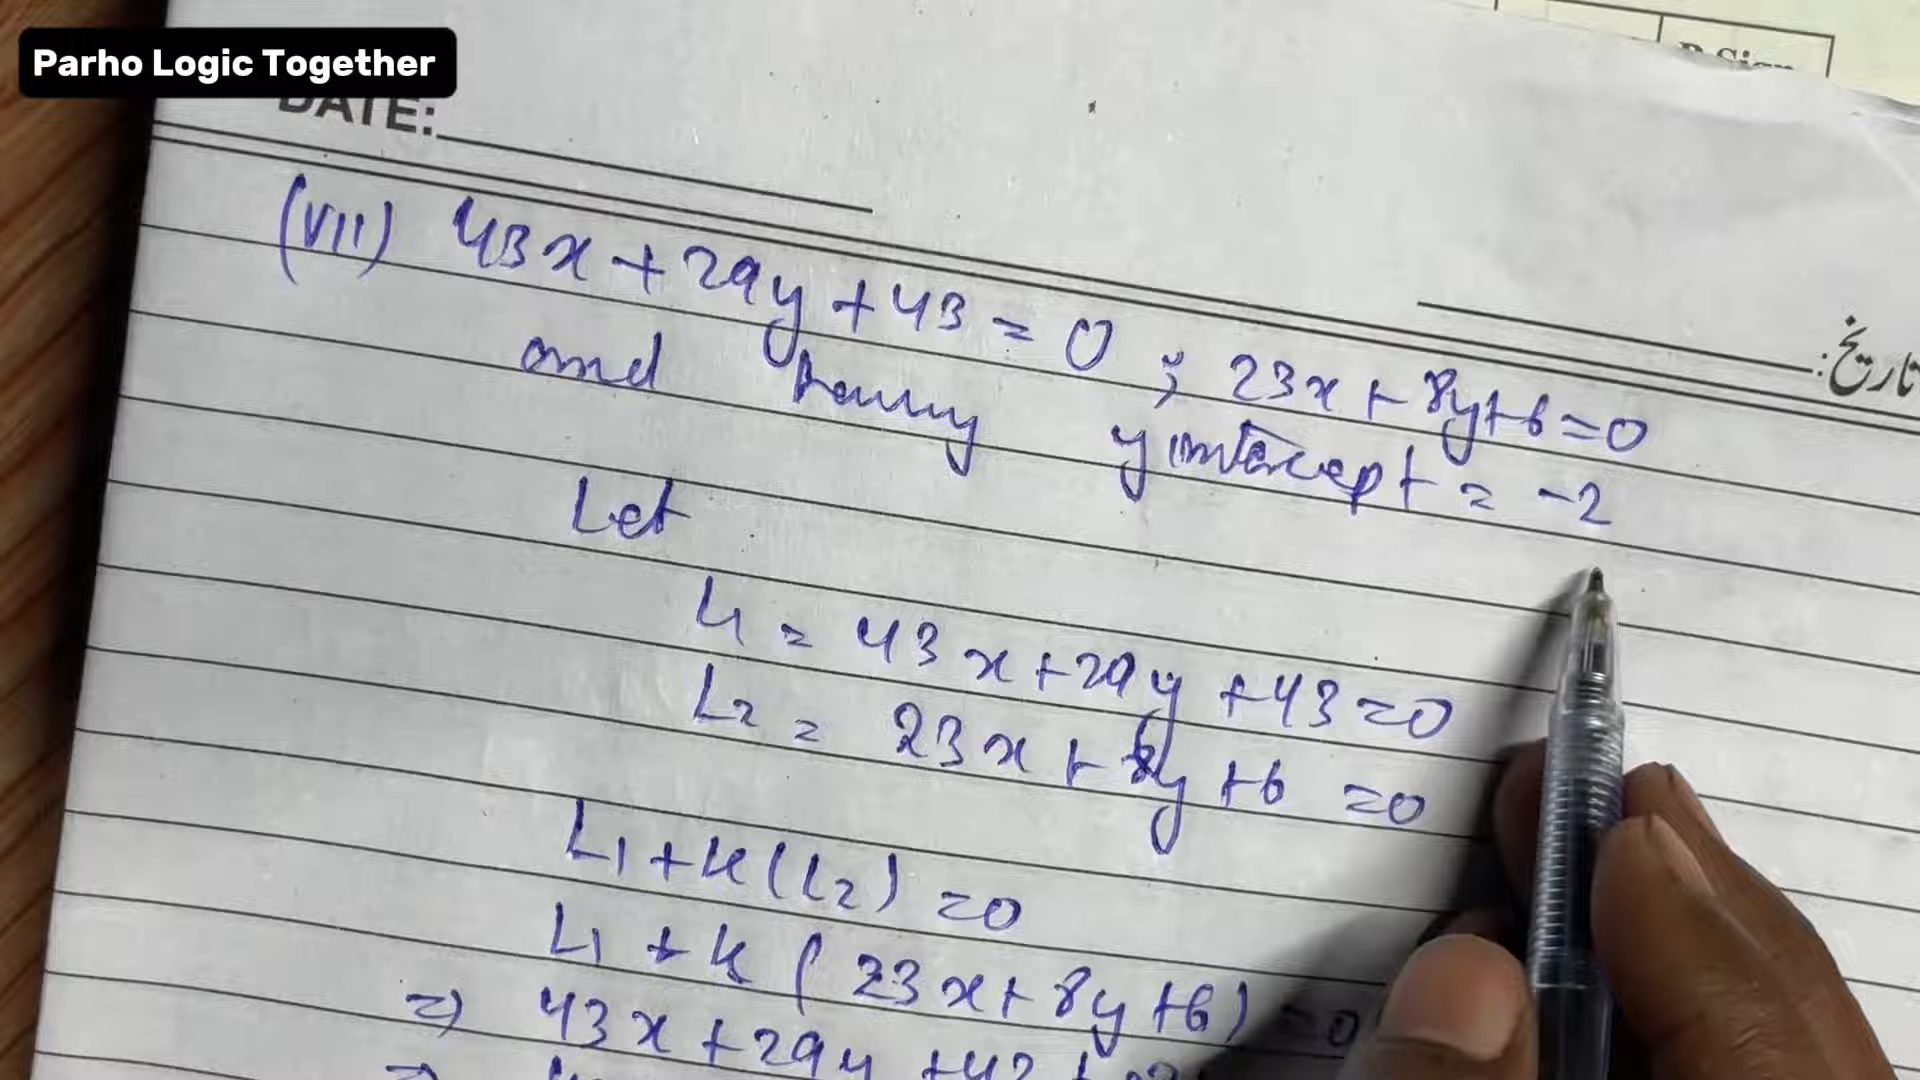 Parho Logic Together
DATE:
تاریخ:
(VII) 43x + 29y + 43 = 0 ; 23x + 8y + 6 = 0
and having y intercept = -2
Let
L1 = 43x + 29y + 43 = 0
L2 = 23x + 8y + 6 = 0
L1 + k(L2) = 0
L1 + k(23x + 8y + 6) = 0
⇒ 43x + 29y + 43 +